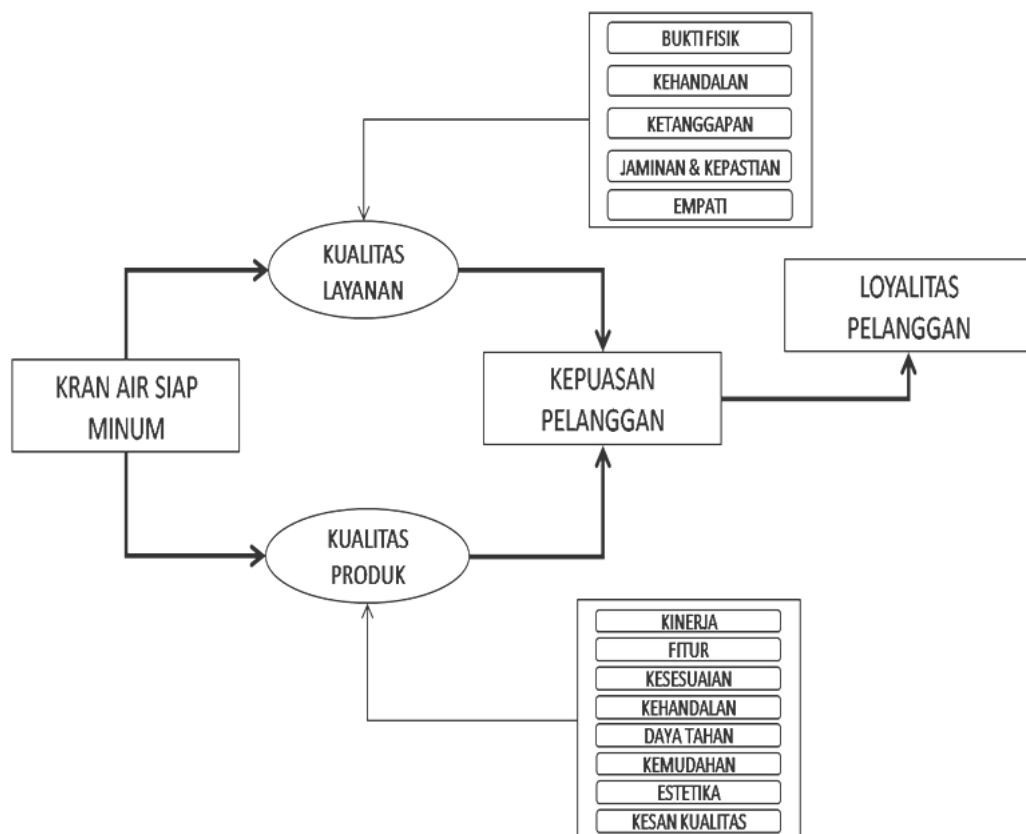 BUKTI FISIK
KEHANDALAN
KETANGGAPAN
JAMINAN & KEPASTIAN
EMPATI
KUALITAS
LAYANAN
LOYALITAS
PELANGGAN
KRAN AIR SIAP
MINUM
KEPUASAN
PELANGGAN
KUALITAS
PRODUK
KINERJA
FITUR
KESESUAIAN
KEHANDALAN
DAYA TAHAN
KEMUDAHAN
ESTETIKA
KESAN KUALITAS